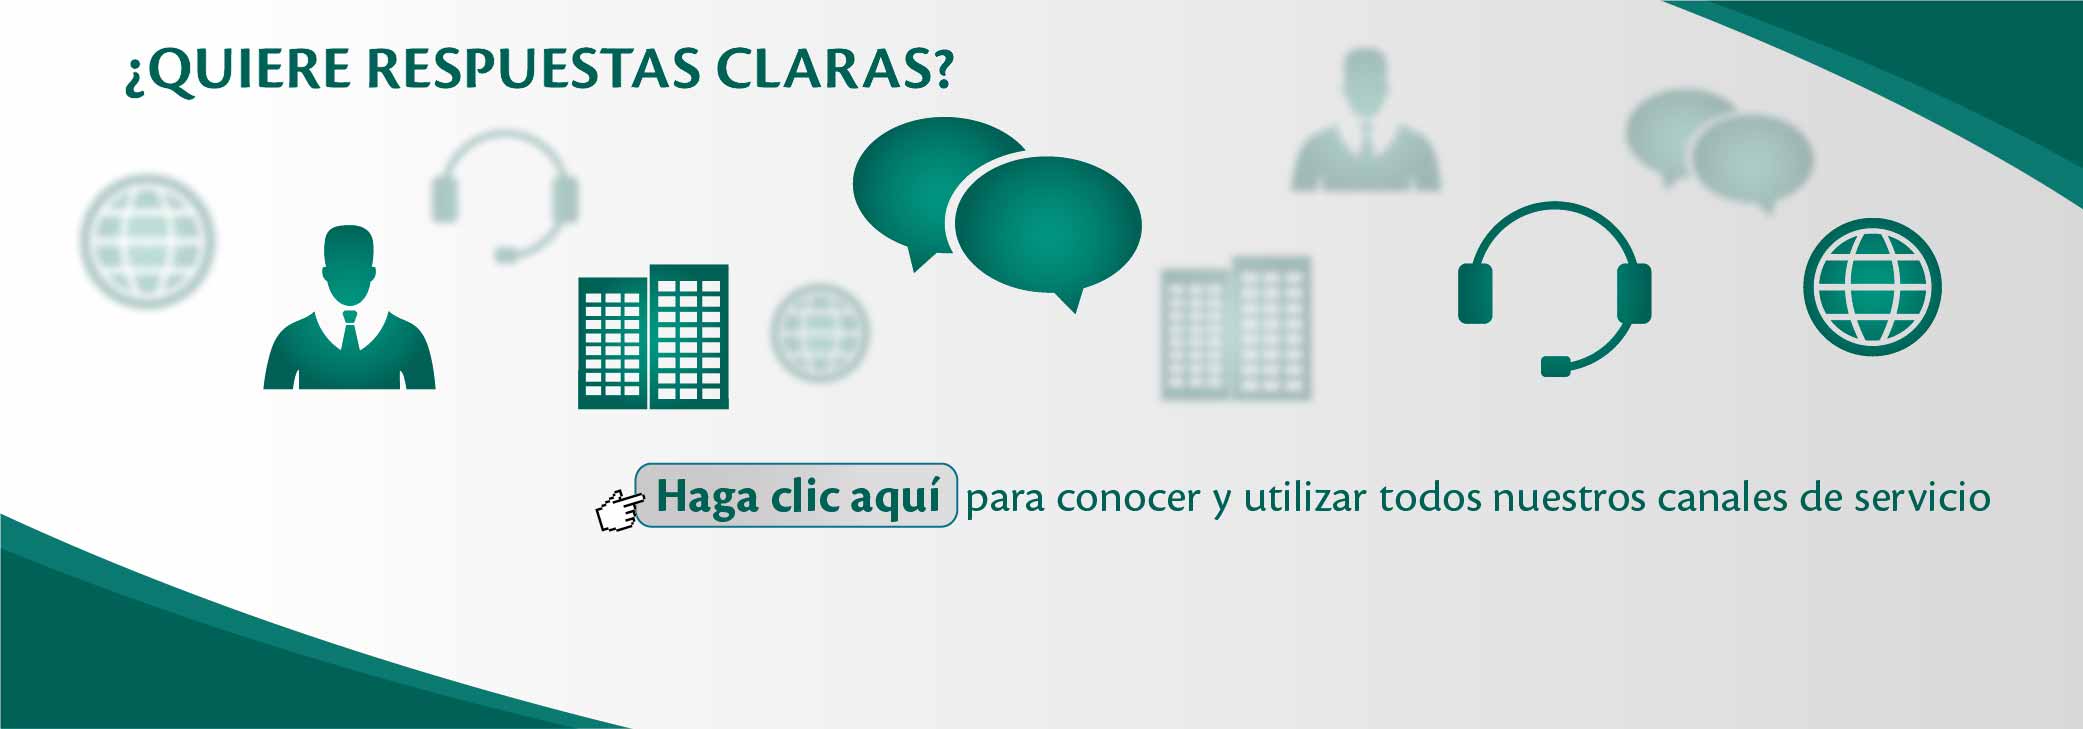 ¿QUIERE RESPUESTAS CLARAS?
Haga clic aquí para conocer y utilizar todos nuestros canales de servicio